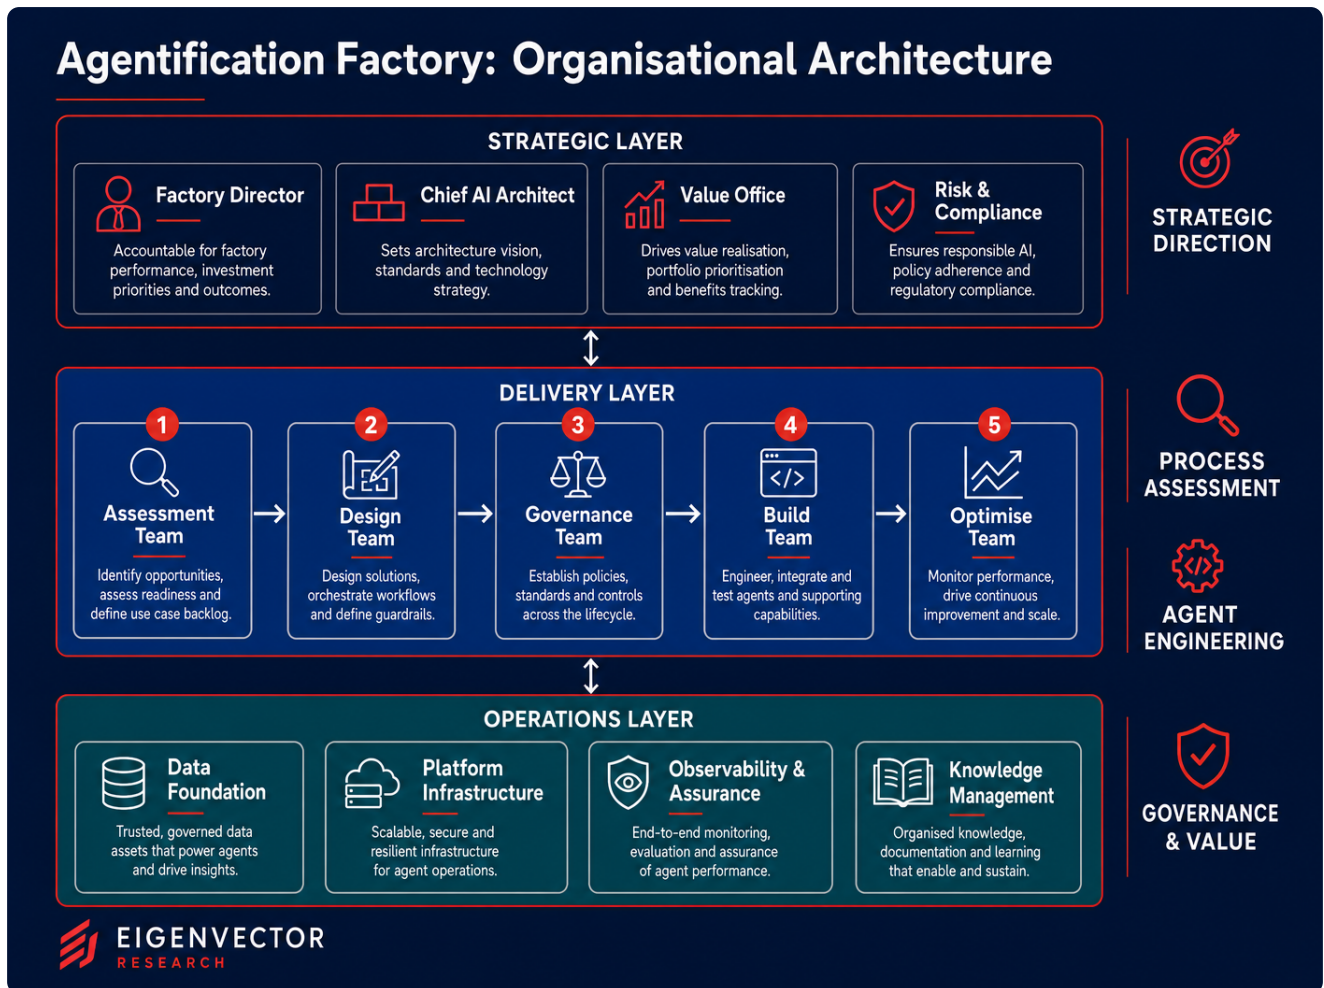 Agentification Factory: Organisational Architecture
STRATEGIC LAYER
Factory Director
Accountable for factory
performance, investment
priorities and outcomes.
Chief AI Architect
Sets architecture vision,
standards and technology
strategy.
Value Office
Drives value realisation,
portfolio prioritisation
and benefits tracking.
Risk &
Compliance
Ensures responsible AI,
policy adherence and
regulatory compliance.
STRATEGIC
DIRECTION
DELIVERY LAYER
1
Assessment
Team
Identify opportunities,
assess readiness and
define use case backlog.
2
Design
Team
Design solutions,
orchestrate workflows
and define guardrails.
3
Governance
Team
Establish policies,
standards and controls
across the lifecycle.
4
</>
Build
Team
Engineer, integrate and
test agents and supporting
capabilities.
5
Optimise
Team
Monitor performance,
drive continuous
improvement and scale.
PROCESS
ASSESSMENT
</>
AGENT
ENGINEERING
OPERATIONS LAYER
Data
Foundation
Trusted, governed data
assets that power agents
and drive insights.
Platform
Infrastructure
Scalable, secure and
resilient infrastructure
for agent operations.
Observability &
Assurance
End-to-end monitoring,
evaluation and assurance
of agent performance.
Knowledge
Management
Organised knowledge,
documentation and learning
that enable and sustain.
GOVERNANCE
& VALUE
EIGENVECTOR
RESEARCH